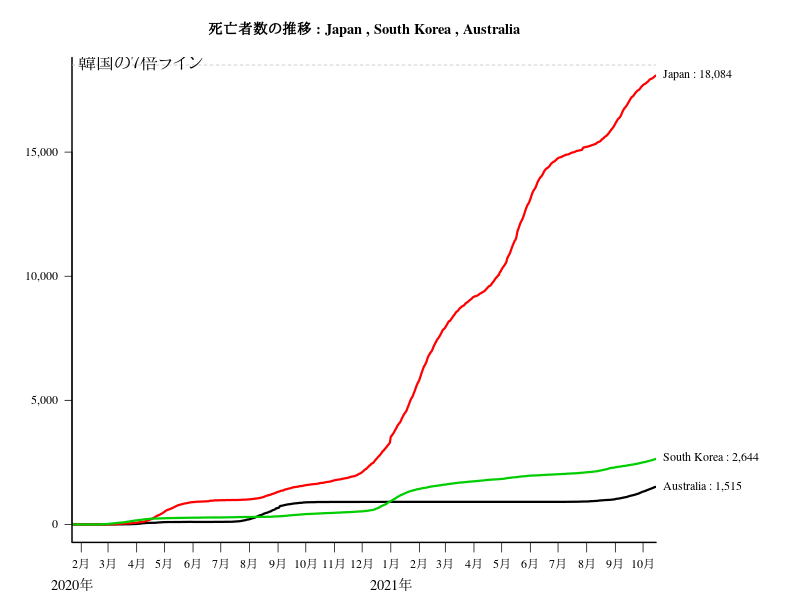 死亡者数の推移 : Japan , South Korea , Australia
韓国の7倍ライン
Japan : 18,084
15,000
10,000
5,000
South Korea : 2,644
Australia : 1,515
0
2月 3月 4月 5月 6月 7月 8月 9月 10月 11月 12月 1月 2月 3月 4月 5月 6月 7月 8月 9月 10月
2020年 2021年